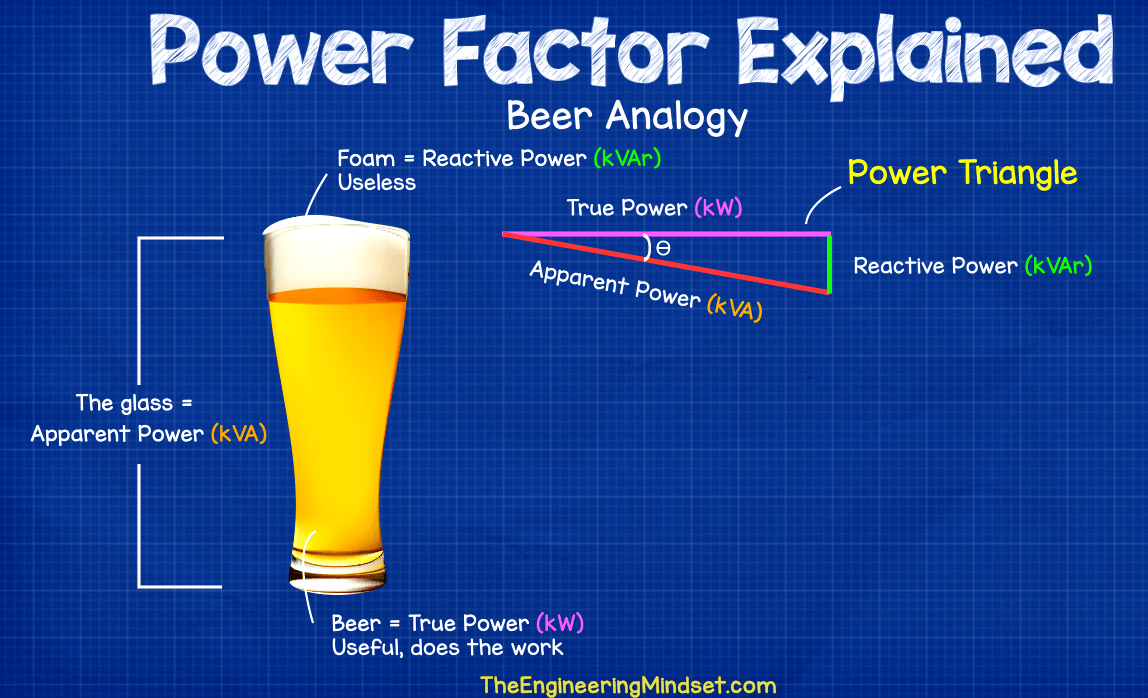 Power Factor Explained
Beer Analogy
Foam = Reactive Power (kVAr)
Useless
Power Triangle
True Power (kW)
Θ
Reactive Power (kVAr)
Apparent Power (kVA)
The glass =
Apparent Power (kVA)
Beer = True Power (kW)
Useful, does the work
TheEngineeringMindset.com